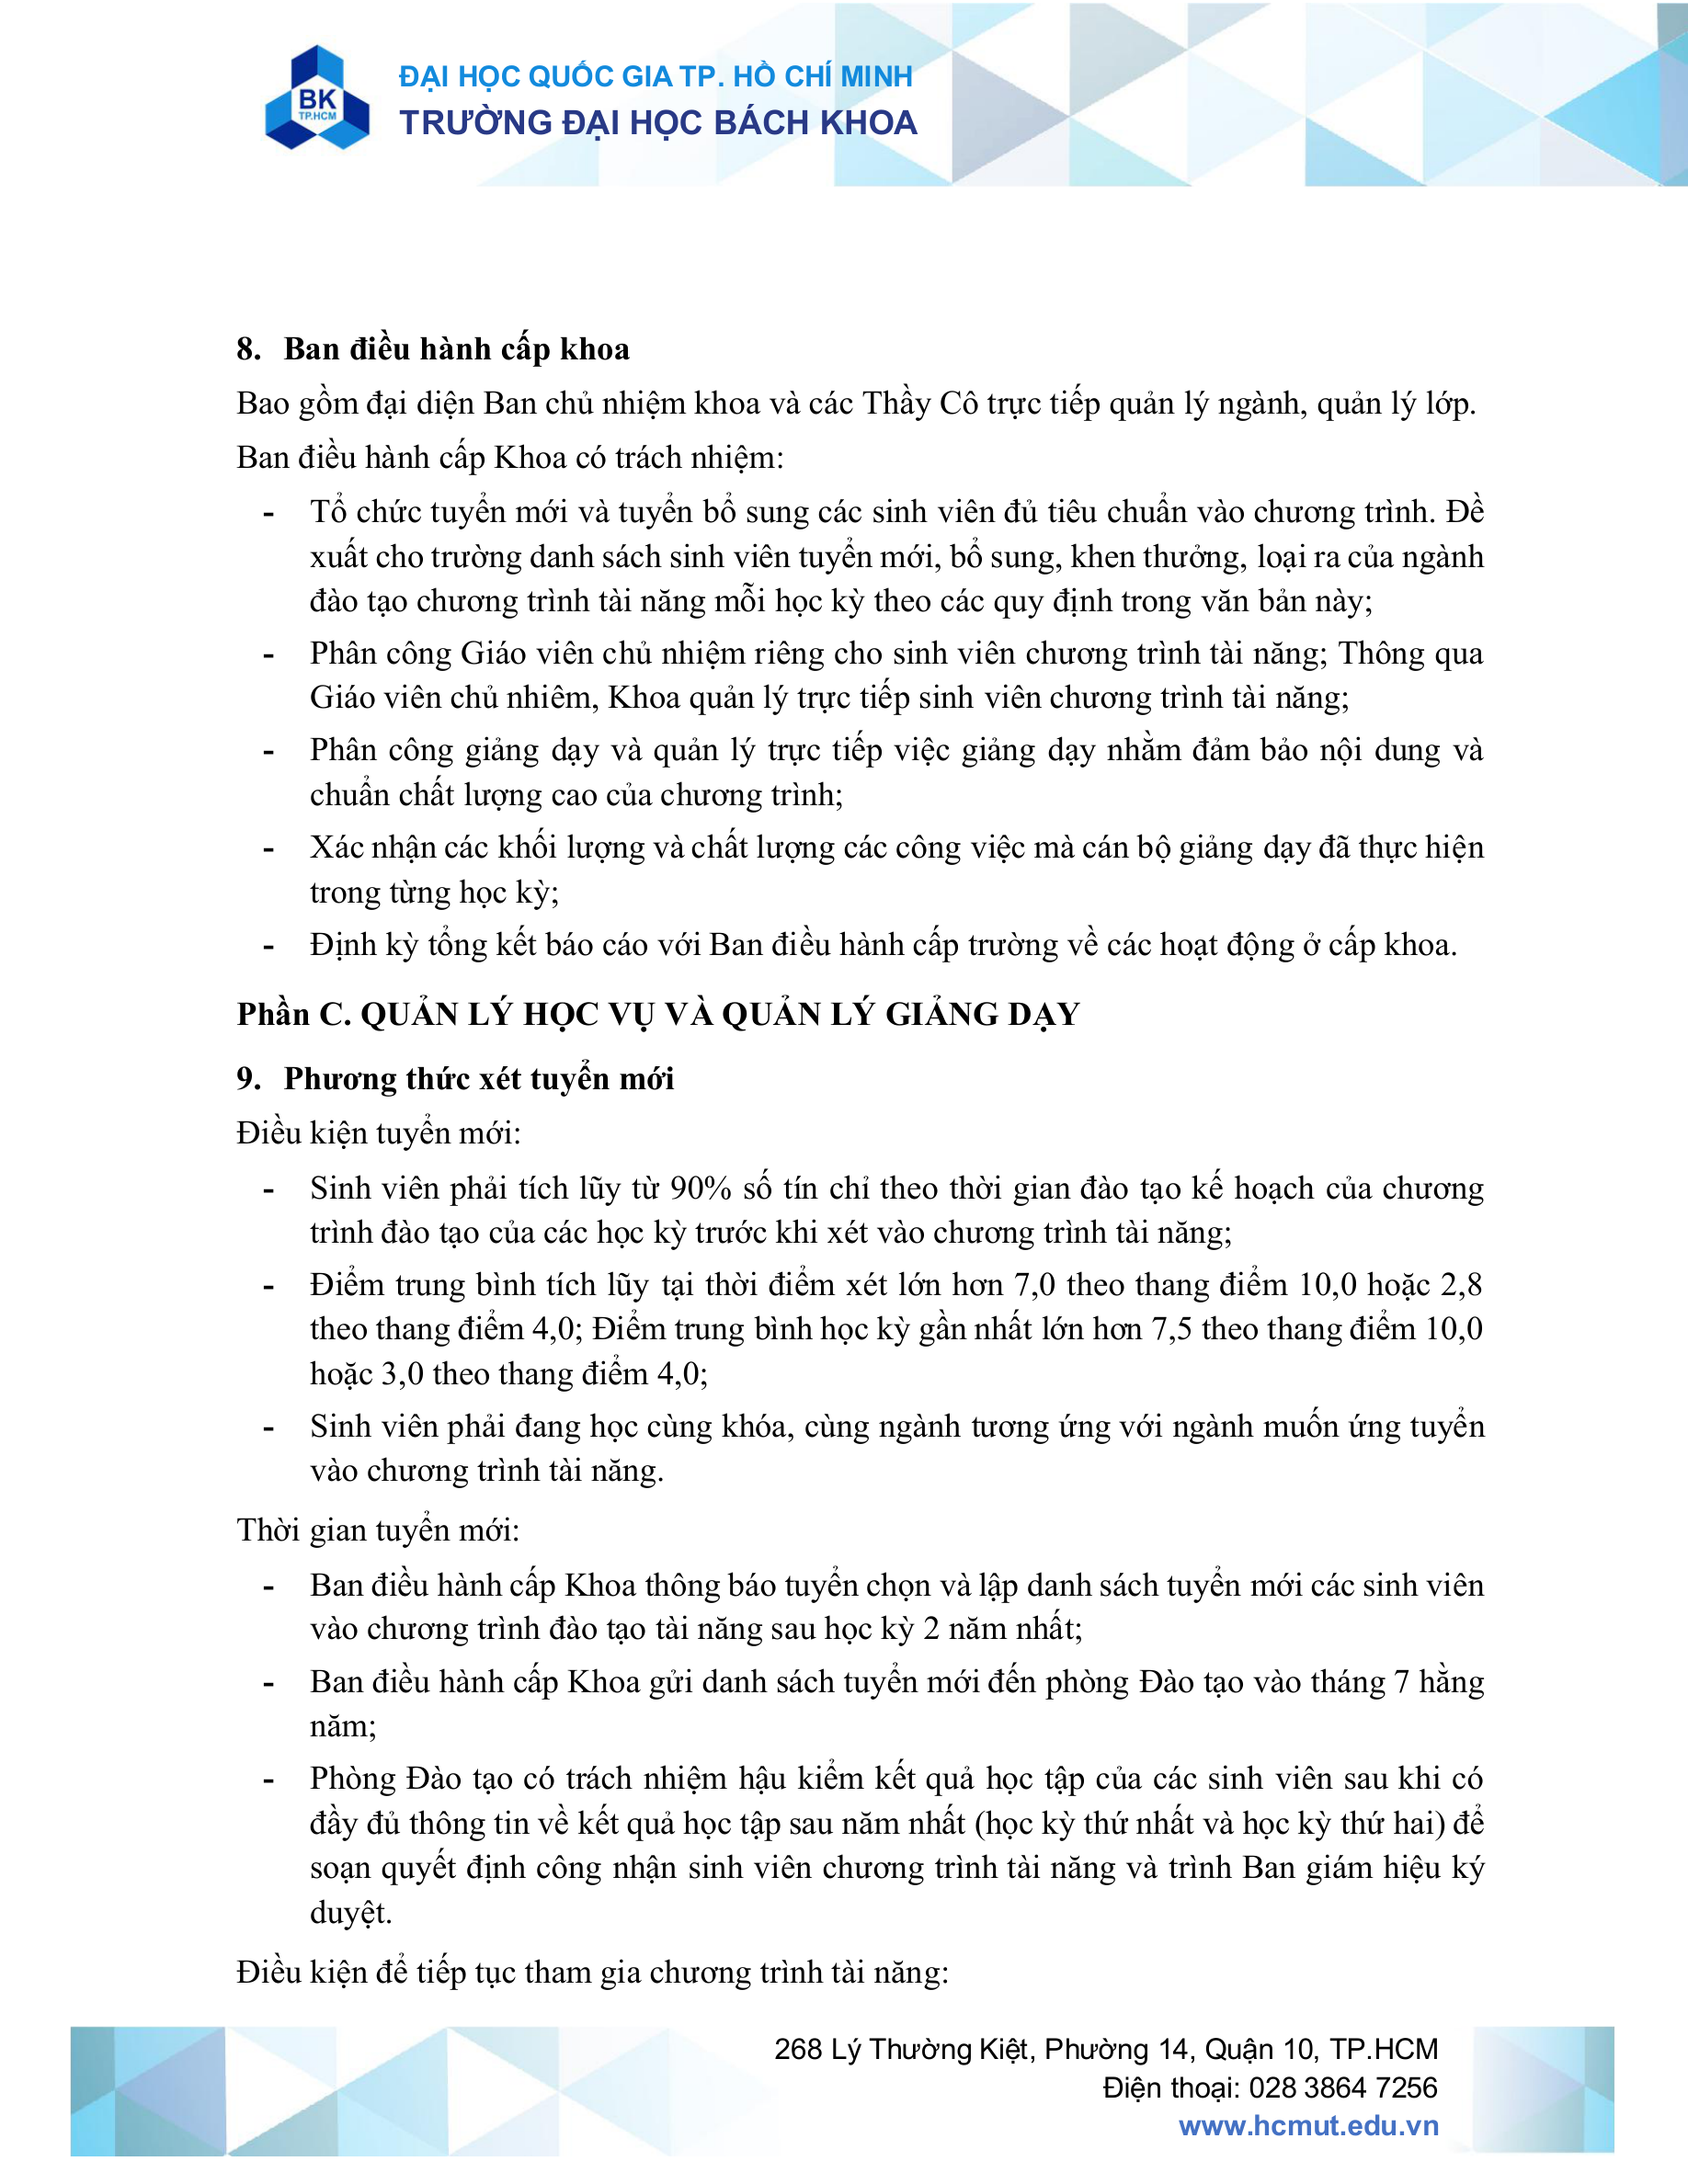 ĐẠI HỌC QUỐC GIA TP. HỒ CHÍ MINH
TRƯỜNG ĐẠI HỌC BÁCH KHOA
BK
TP.HCM
8. Ban điều hành cấp khoa
Bao gồm đại diện Ban chủ nhiệm khoa và các Thầy Cô trực tiếp quản lý ngành, quản lý lớp.
Ban điều hành cấp Khoa có trách nhiệm:
- Tổ chức tuyển mới và tuyển bổ sung các sinh viên đủ tiêu chuẩn vào chương trình. Đề
xuất cho trường danh sách sinh viên tuyển mới, bổ sung, khen thưởng, loại ra của ngành
đào tạo chương trình tài năng mỗi học kỳ theo các quy định trong văn bản này;
- Phân công Giáo viên chủ nhiệm riêng cho sinh viên chương trình tài năng; Thông qua
Giáo viên chủ nhiêm, Khoa quản lý trực tiếp sinh viên chương trình tài năng;
- Phân công giảng dạy và quản lý trực tiếp việc giảng dạy nhằm đảm bảo nội dung và
chuẩn chất lượng cao của chương trình;
- Xác nhận các khối lượng và chất lượng các công việc mà cán bộ giảng dạy đã thực hiện
trong từng học kỳ;
- Định kỳ tổng kết báo cáo với Ban điều hành cấp trường về các hoạt động ở cấp khoa.
Phần C. QUẢN LÝ HỌC VỤ VÀ QUẢN LÝ GIẢNG DẠY
9. Phương thức xét tuyển mới
Điều kiện tuyển mới:
- Sinh viên phải tích lũy từ 90% số tín chỉ theo thời gian đào tạo kế hoạch của chương
trình đào tạo của các học kỳ trước khi xét vào chương trình tài năng;
- Điểm trung bình tích lũy tại thời điểm xét lớn hơn 7,0 theo thang điểm 10,0 hoặc 2,8
theo thang điểm 4,0; Điểm trung bình học kỳ gần nhất lớn hơn 7,5 theo thang điểm 10,0
hoặc 3,0 theo thang điểm 4,0;
- Sinh viên phải đang học cùng khóa, cùng ngành tương ứng với ngành muốn ứng tuyển
vào chương trình tài năng.
Thời gian tuyển mới:
- Ban điều hành cấp Khoa thông báo tuyển chọn và lập danh sách tuyển mới các sinh viên
vào chương trình đào tạo tài năng sau học kỳ 2 năm nhất;
- Ban điều hành cấp Khoa gửi danh sách tuyển mới đến phòng Đào tạo vào tháng 7 hằng
năm;
- Phòng Đào tạo có trách nhiệm hậu kiểm kết quả học tập của các sinh viên sau khi có
đầy đủ thông tin về kết quả học tập sau năm nhất (học kỳ thứ nhất và học kỳ thứ hai) để
soạn quyết định công nhận sinh viên chương trình tài năng và trình Ban giám hiệu ký
duyệt.
Điều kiện để tiếp tục tham gia chương trình tài năng:
268 Lý Thường Kiệt, Phường 14, Quận 10, TP.HCM
Điện thoại: 028 3864 7256
www.hcmut.edu.vn